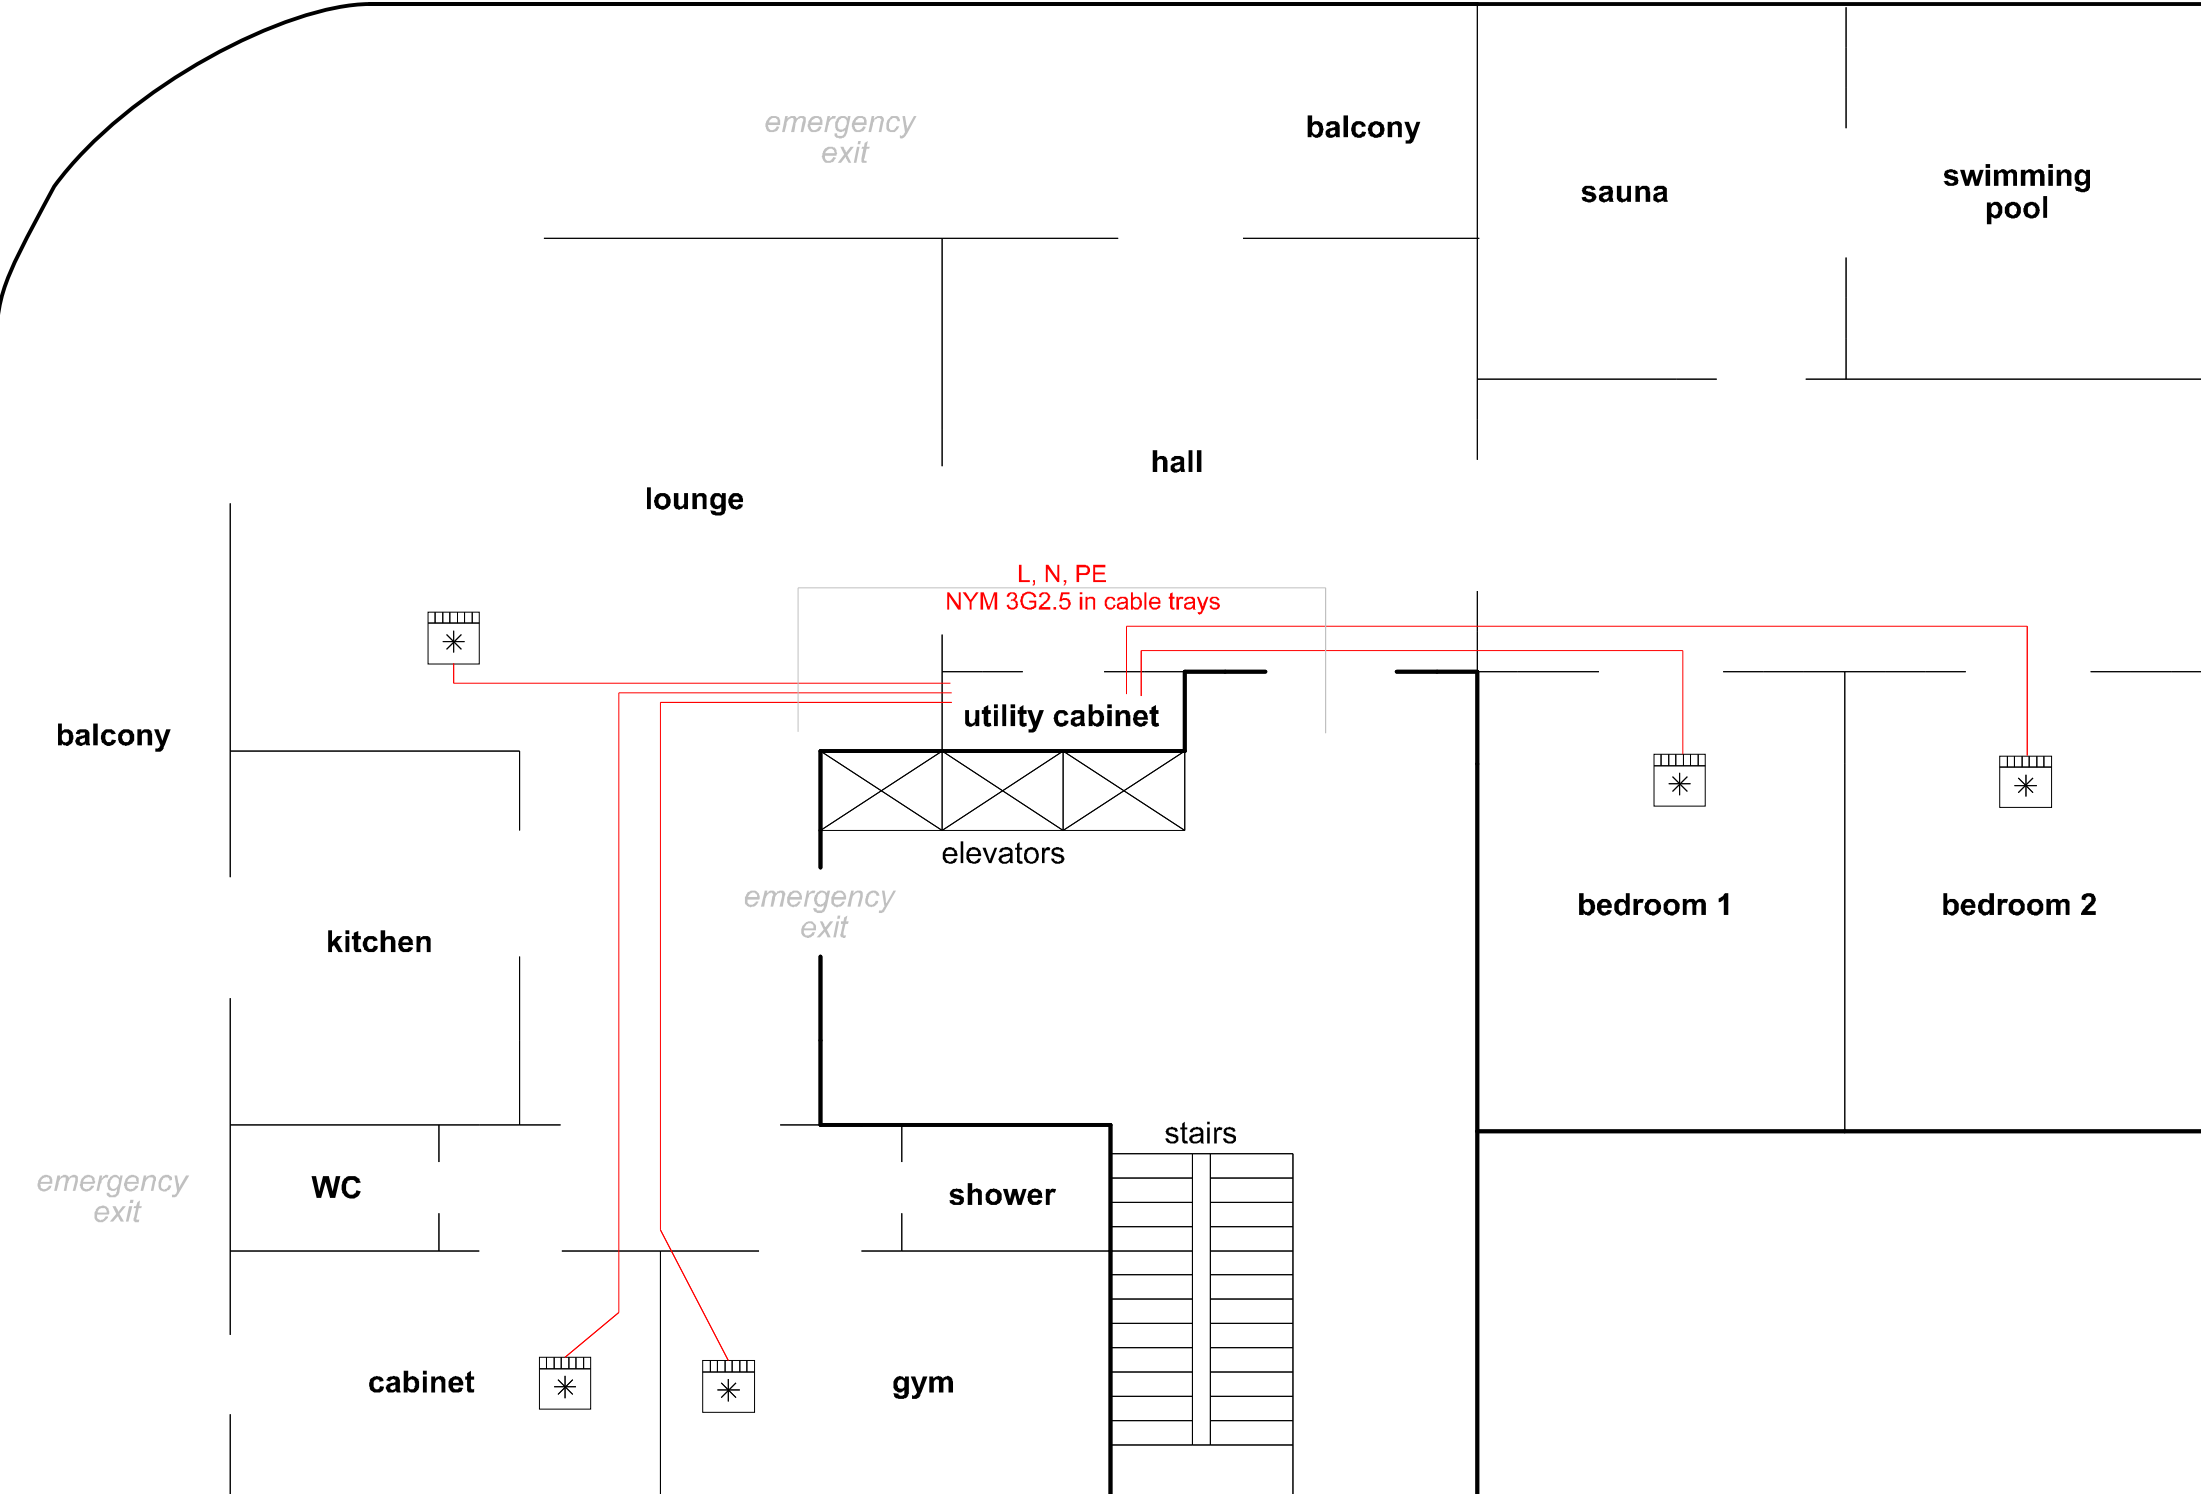 emergency
exit
balcony
sauna
swimming
pool
hall
lounge
L, N, PE
NYM 3G2.5 in cable trays
utility cabinet
balcony
elevators
emergency
exit
bedroom 1
bedroom 2
kitchen
stairs
emergency
exit
WC
shower
cabinet
gym